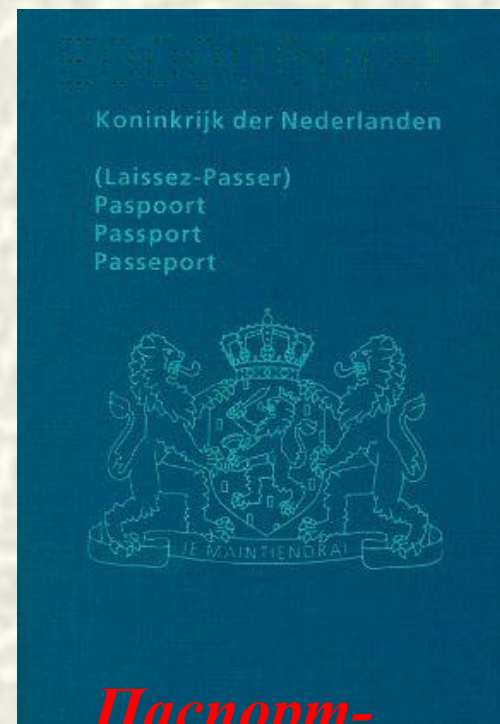 Koninkrijk der Nederlanden
(Laissez-Passer)
Paspoort
Passport
Passeport
JE MAINTIENDRAI
Паспорт-